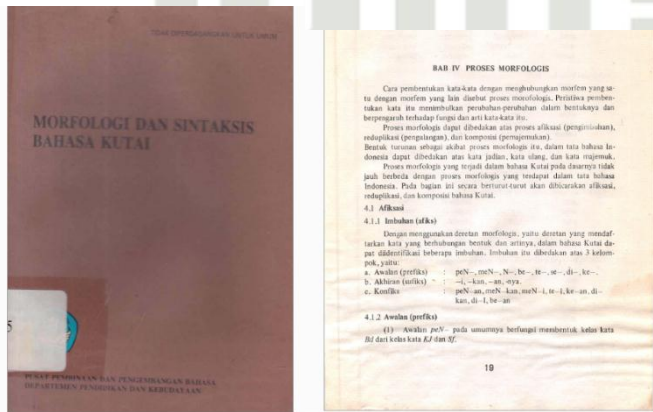 TIDAK DIPERDAGANGKAN UNTUK UMUM
MORFOLOGI DAN SINTAKSIS
BAHASA KUTAI
5
PUSAT PEMBINAAN DAN PENGEMBANGAN BAHASA
DEPARTEMEN PENDIDIKAN DAN KEBUDAYAAN
BAB IV PROSES MORFOLOGIS
Cara pembentukan kata-kata dengan menghubungkan morfem yang sa-
tu dengan morfem yang lain disebut proses morofologis. Peristiwa pemben-
tukan kata itu menimbulkan perubahan-perubahan dalam bentuknya dan
berpengaruh terhadap fungsi dan arti kata-kata itu.
Proses morfologis dapat dibedakan atas proses afiksasi (pengimbuhan),
reduplikasi (pengulangan), dan komposisi (pemajemukan).
Bentuk turunan sebagai akibat proses morfologis itu, dalam tata bahasa In-
donesia dapat dibedakan atas kata jadian, kata ulang, dan kata majemuk.
Proses morfologis yang terjadi dalam bahasa Kutai pada dasarnya tidak
jauh berbeda dengan proses morfologis yang terdapat dalam tata bahasa
Indonesia. Pada bagian ini secara berturut-turut akan dibicarakan afiksasi,
reduplikasi, dan komposisi bahasa Kutai.
4.1 Afiksasi
4.1.1 Imbuhan (afiks)
Dengan menggunakan deretan morfologis, yaitu deretan yang mendaf-
tarkan kata yang berhubungan bentuk dan artinya, dalam bahasa Kutai da-
pat diidentifikasi beberapa imbuhan. Imbuhan itu dibedakan atas 3 kelom-
pok, yaitu:
a. Awalan (prefiks) : peN–, meN–, N–, be–, te–, se–, di–, ke–.
b. Akhiran (sufiks) : –i, –kan, –an, -nya.
c. Konfiks : peN–an, meN–kan, meN–i, te–i, ke–an, di–
kan, di–i, be–an
4.1.2 Awalan (prefiks)
(1) Awalan peN– pada umumnya berfungsi membentuk kelas kata
Bd dari kelas kata KJ dan Sf.
19